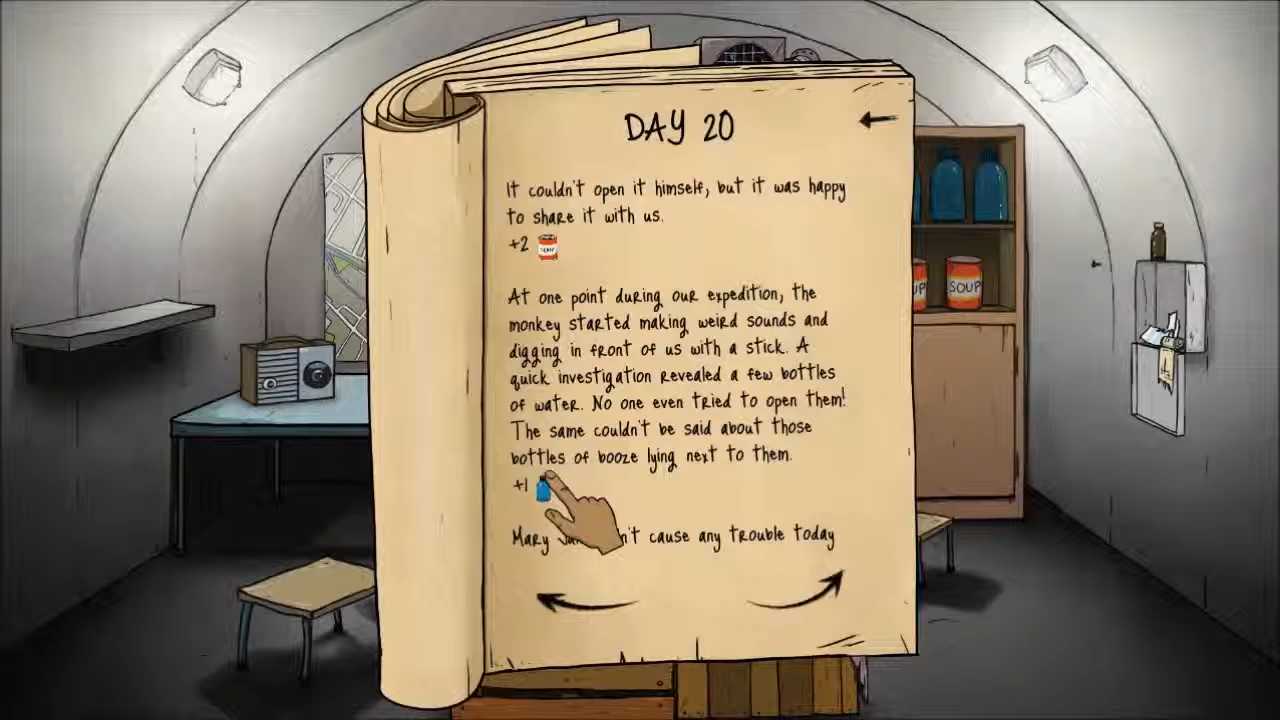 DAY 20
It couldn't open it himself, but it was happy
to share it with us.
+2
SOUP
At one point during our expedition, the
monkey started making weird sounds and
digging in front of us with a stick. A
quick investigation revealed a few bottles
of water. No one even tried to open them!
The same couldn't be said about those
bottles of booze lying next to them.
+1
Mary cause any trouble today
UP
SOUP